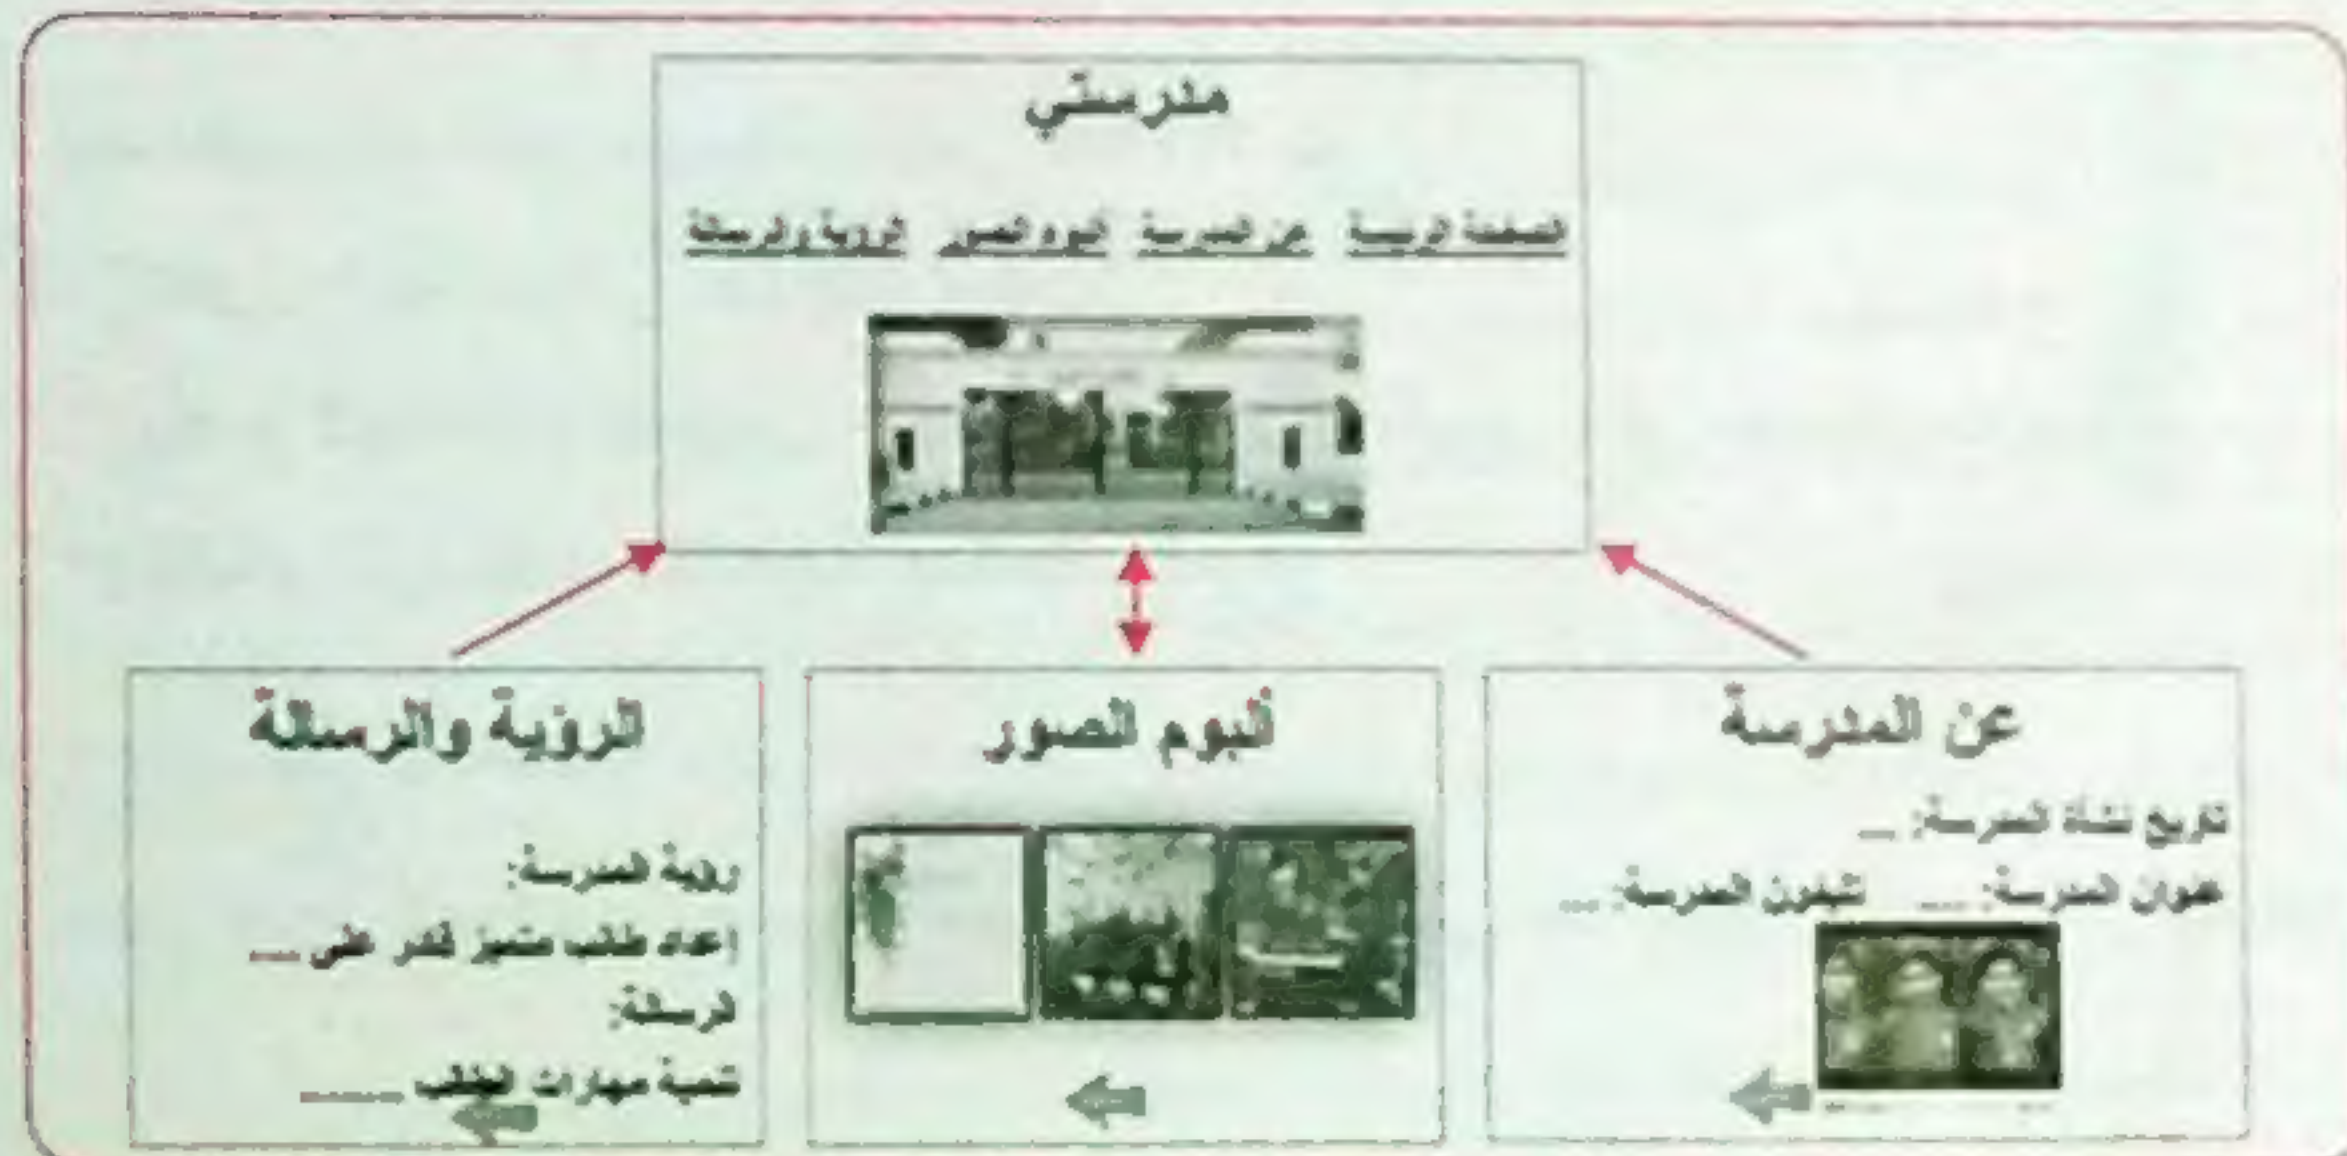 مدرستي
الصفحة الرئيسية عن المدرسة ألبوم الصور الرؤية والرسالة
عن المدرسة
تاريخ نشأة المدرسة: ...
عنوان المدرسة: .... تليفون المدرسة: ...
ألبوم الصور
الرؤية والرسالة
رؤية المدرسة:
إعداد طالب متميز قادر على ....
الرسالة:
تنمية مهارات الطالب ........